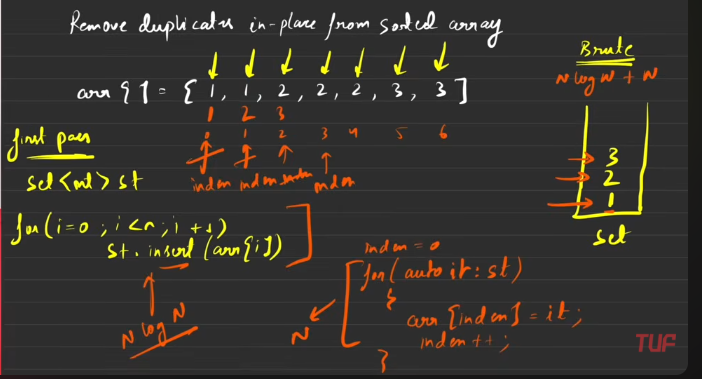 Remove duplicates in-place from sorted array
Brute
N log N + N
arr [ ] = { 1, 1, 2, 2, 2, 3, 3 ]
1 2 3
0 1 2 3 4 5 6
index index index index
first pass
set <int> st
for (i=0 ; i<n; i++)
st. insert (arr[i])
N log N
3
2
1
set
index = 0
for( auto it : st)
{
arr [index] = it;
index++;
}
N
TUF